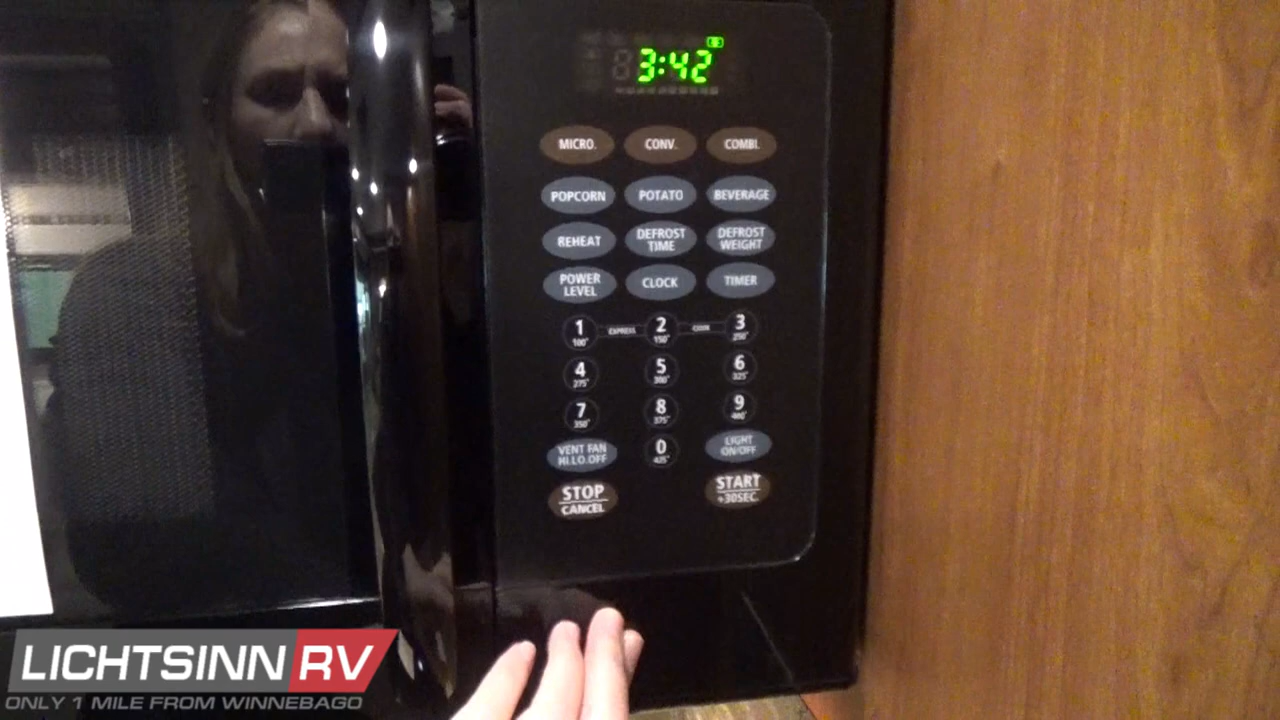 3:42
MICRO. CONV. COMBI.
POPCORN POTATO BEVERAGE
REHEAT DEFROST TIME DEFROST WEIGHT
POWER LEVEL CLOCK TIMER
1 EXPRESS 2 COOK 3
100° 150° 250°
4 5 6
275° 300° 325°
7 8 9
350° 375° 400°
VENT FAN HI.LO.OFF 0 LIGHT ON/OFF
425°
STOP CANCEL START +30SEC.
LICHTSINN RV
ONLY 1 MILE FROM WINNEBAGO